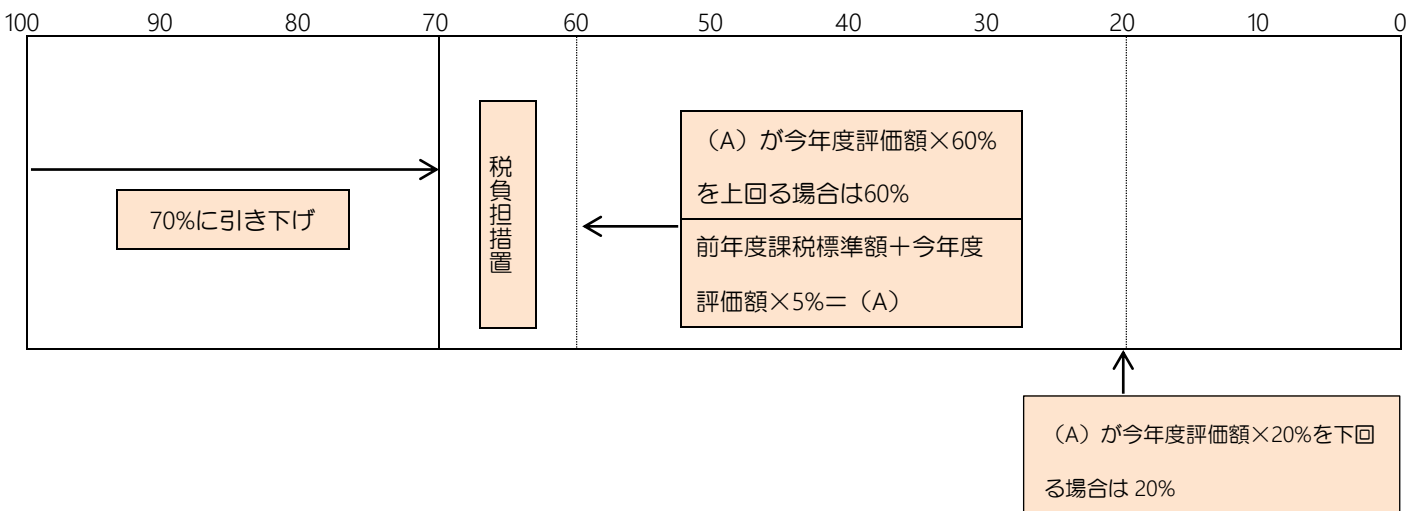 100 90 80 70 60 50 40 30 20 10 0
70%に引き下げ
税負担措置
（A）が今年度評価額×60%
を上回る場合は60%
前年度課税標準額＋今年度
評価額×5%＝（A）
（A）が今年度評価額×20%を下回
る場合は 20%